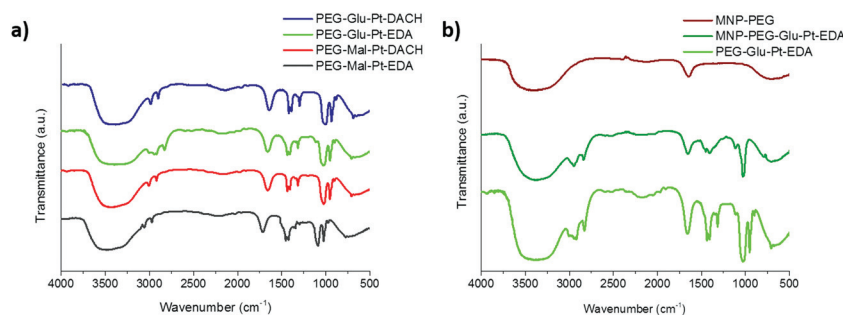 a)
PEG-Glu-Pt-DACH
PEG-Glu-Pt-EDA
PEG-Mal-Pt-DACH
PEG-Mal-Pt-EDA
Transmittance (a.u.)
4000 3500 3000 2500 2000 1500 1000 500
Wavenumber (cm⁻¹)
b)
MNP-PEG
MNP-PEG-Glu-Pt-EDA
PEG-Glu-Pt-EDA
Transmittance (a.u.)
4000 3500 3000 2500 2000 1500 1000 500
Wavenumber (cm⁻¹)